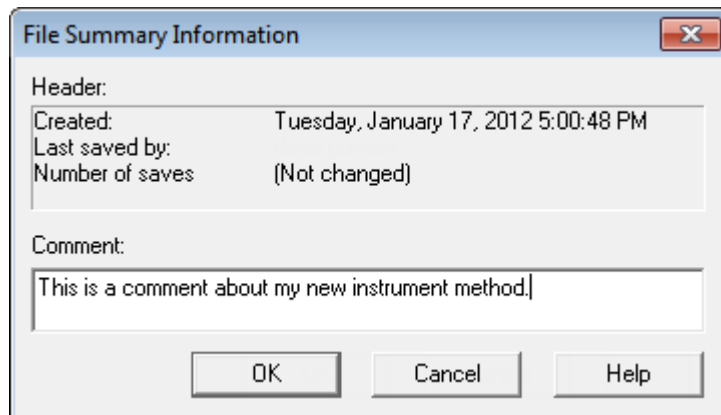 File Summary Information
Header:
Created: Tuesday, January 17, 2012 5:00:48 PM
Last saved by:
Number of saves (Not changed)
Comment:
This is a comment about my new instrument method.
OK Cancel Help